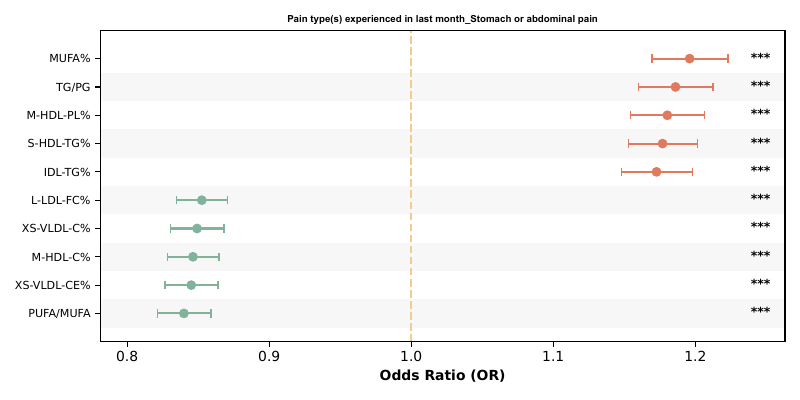 Pain type(s) experienced in last month_Stomach or abdominal pain
MUFA% ***
TG/PG ***
M-HDL-PL% ***
S-HDL-TG% ***
IDL-TG% ***
L-LDL-FC% ***
XS-VLDL-C% ***
M-HDL-C% ***
XS-VLDL-CE% ***
PUFA/MUFA ***
0.8 0.9 1.0 1.1 1.2
Odds Ratio (OR)